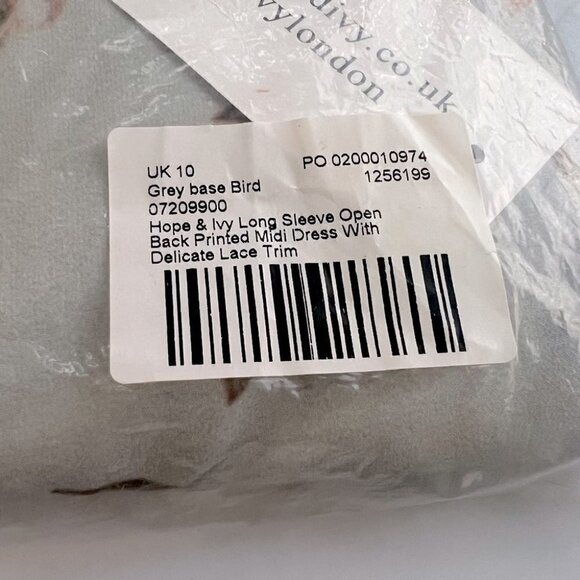 divy.co.uk
vylondon
UK 10 PO 0200010974
Grey base Bird 1256199
07209900
Hope & Ivy Long Sleeve Open
Back Printed Midi Dress With
Delicate Lace Trim